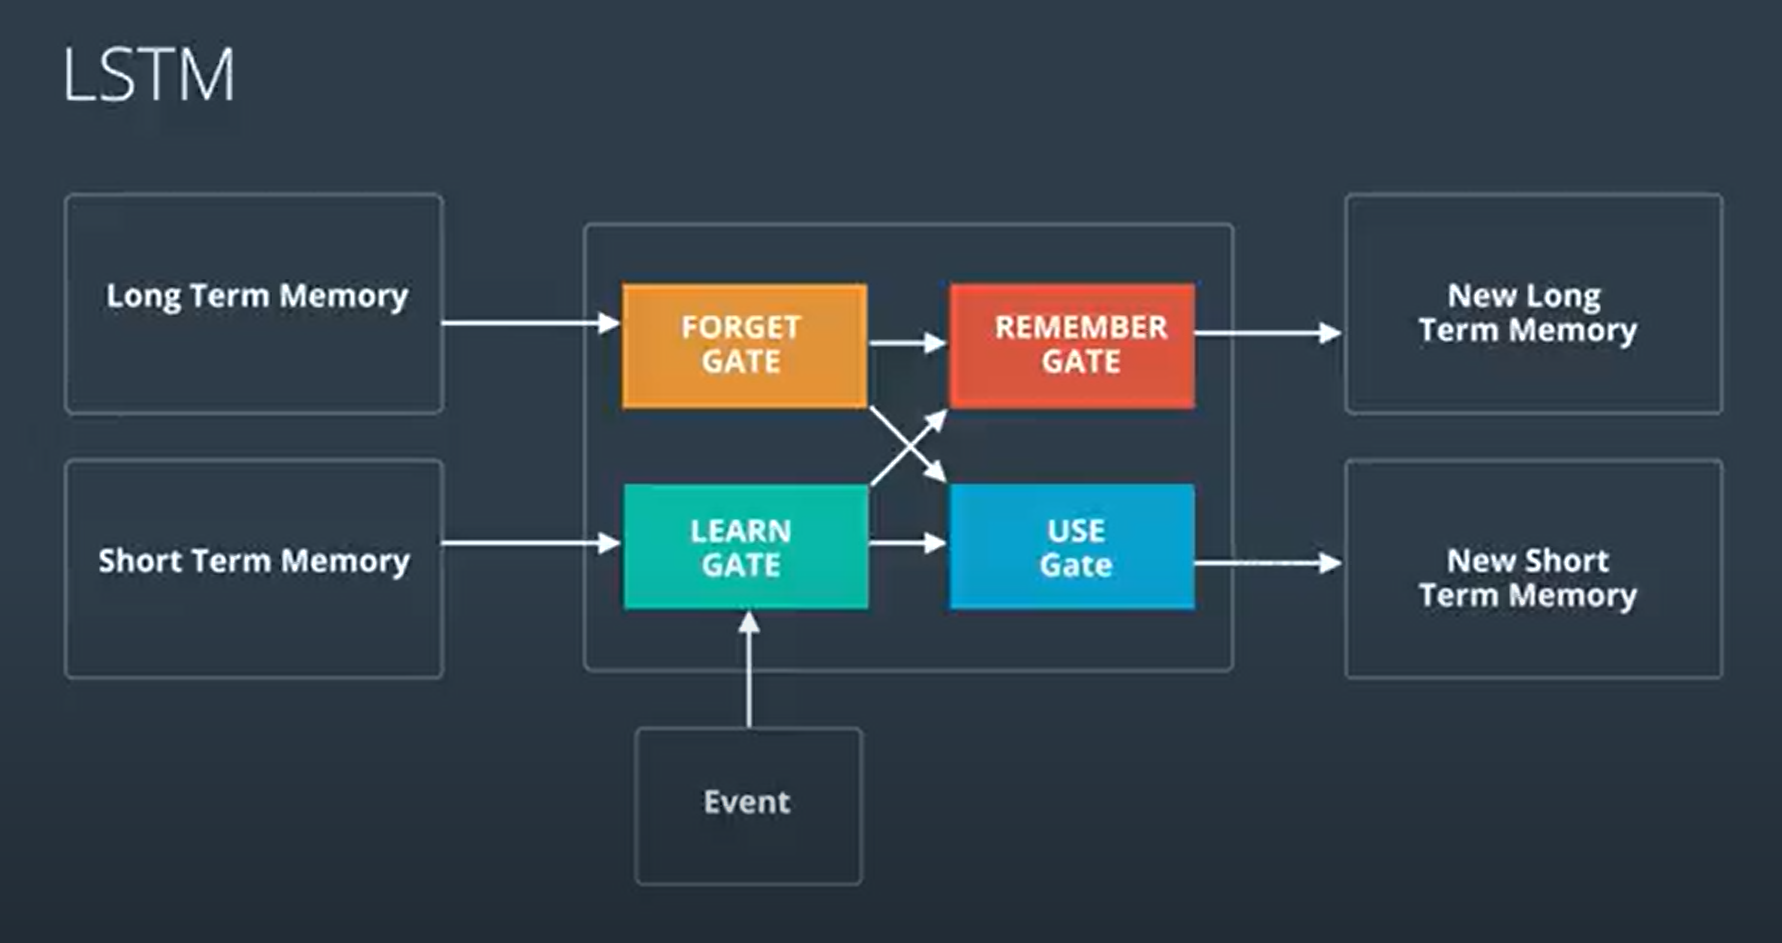 LSTM
Long Term Memory
FORGET
GATE
REMEMBER
GATE
New Long
Term Memory
Short Term Memory
LEARN
GATE
USE
Gate
New Short
Term Memory
Event